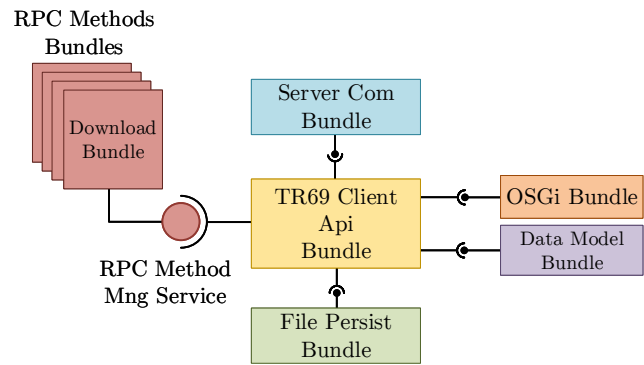 RPC Methods
Bundles
Download
Bundle
Server Com
Bundle
TR69 Client
Api
Bundle
OSGi Bundle
Data Model
Bundle
RPC Method
Mng Service
File Persist
Bundle